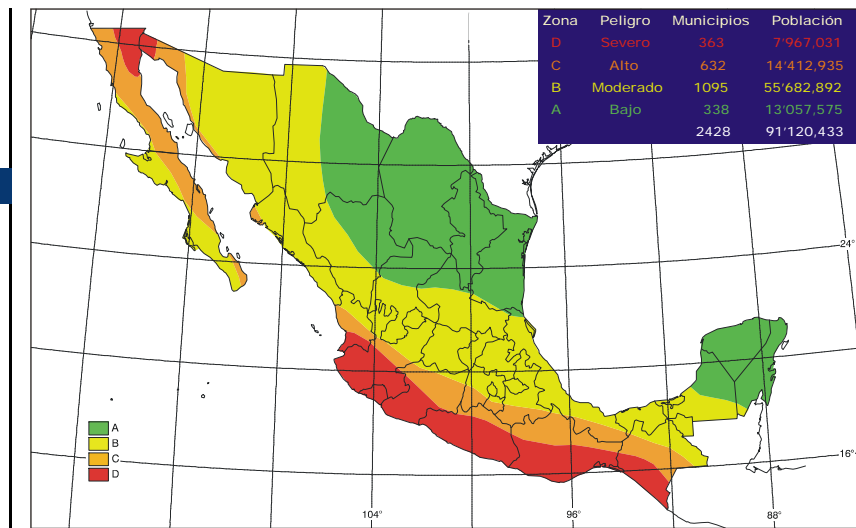 Zona Peligro Municipios Población
D Severo 363 7'967,031
C Alto 632 14'412,935
B Moderado 1095 55'682,892
A Bajo 338 13'057,575
2428 91'120,433
24°
A
B
C
D
16°
104° 96° 88°